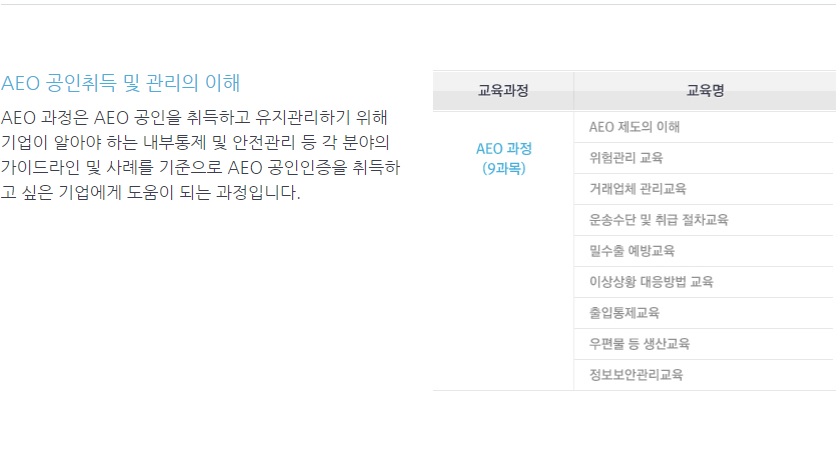 AEO 공인취득 및 관리의 이해
AEO 과정은 AEO 공인을 취득하고 유지관리하기 위해
기업이 알아야 하는 내부통제 및 안전관리 등 각 분야의
가이드라인 및 사례를 기준으로 AEO 공인인증을 취득하
고 싶은 기업에게 도움이 되는 과정입니다.
교육과정 교육명
AEO 과정
(9과목)
AEO 제도의 이해
위험관리 교육
거래업체 관리교육
운송수단 및 취급 절차교육
밀수출 예방교육
이상상황 대응방법 교육
출입통제교육
우편물 등 생산교육
정보보안관리교육